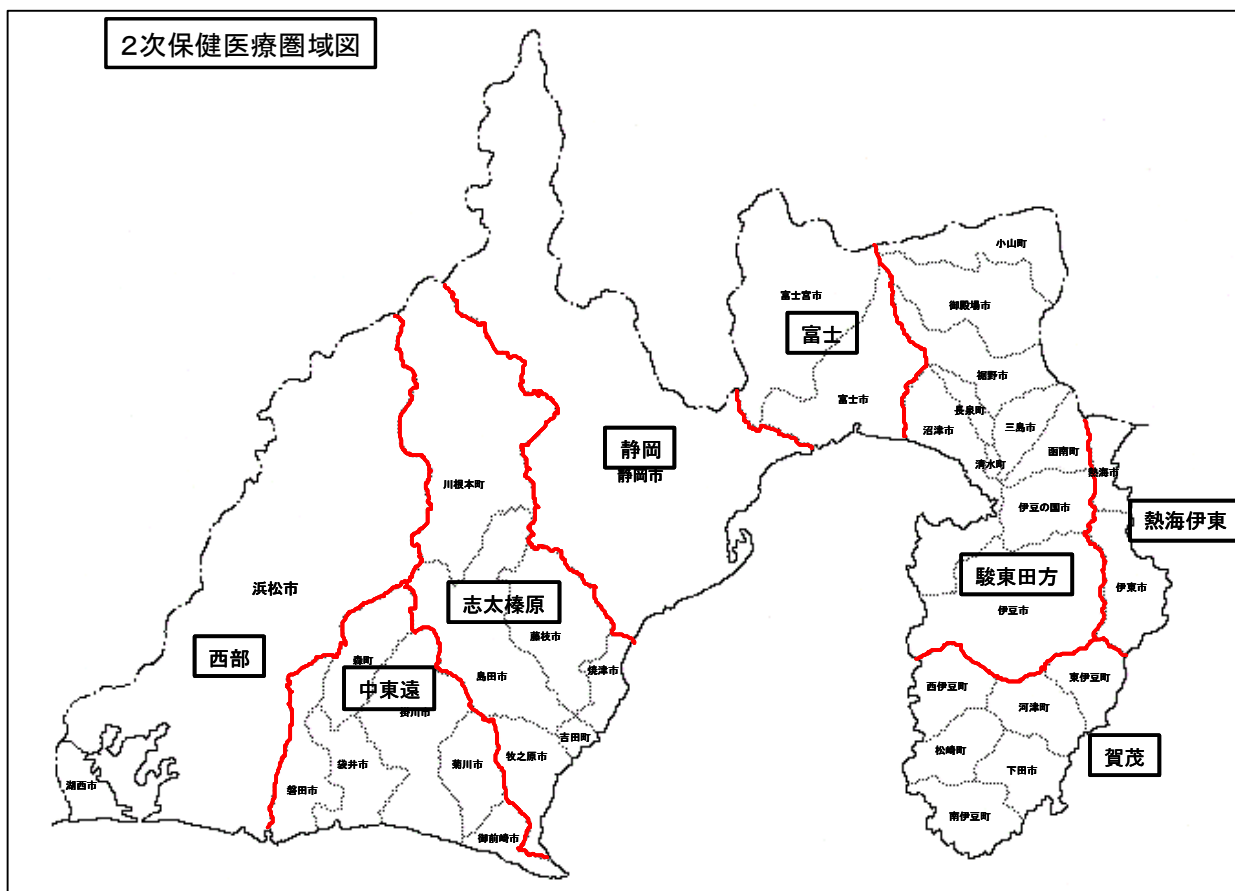 ２次保健医療圏域図
小山町
富士宮市
御殿場市
富士
裾野市
富士市
長泉町
沼津市
三島市
静岡
函南町
静岡市
清水町
熱海市
川根本町
伊豆の国市
熱海伊東
駿東田方
浜松市
伊東市
志太榛原
伊豆市
藤枝市
西部
森町
焼津市
島田市
中東遠
掛川市
西伊豆町
東伊豆町
河津町
吉田町
牧之原市
松崎町
賀茂
袋井市
菊川市
下田市
湖西市
磐田市
南伊豆町
御前崎市